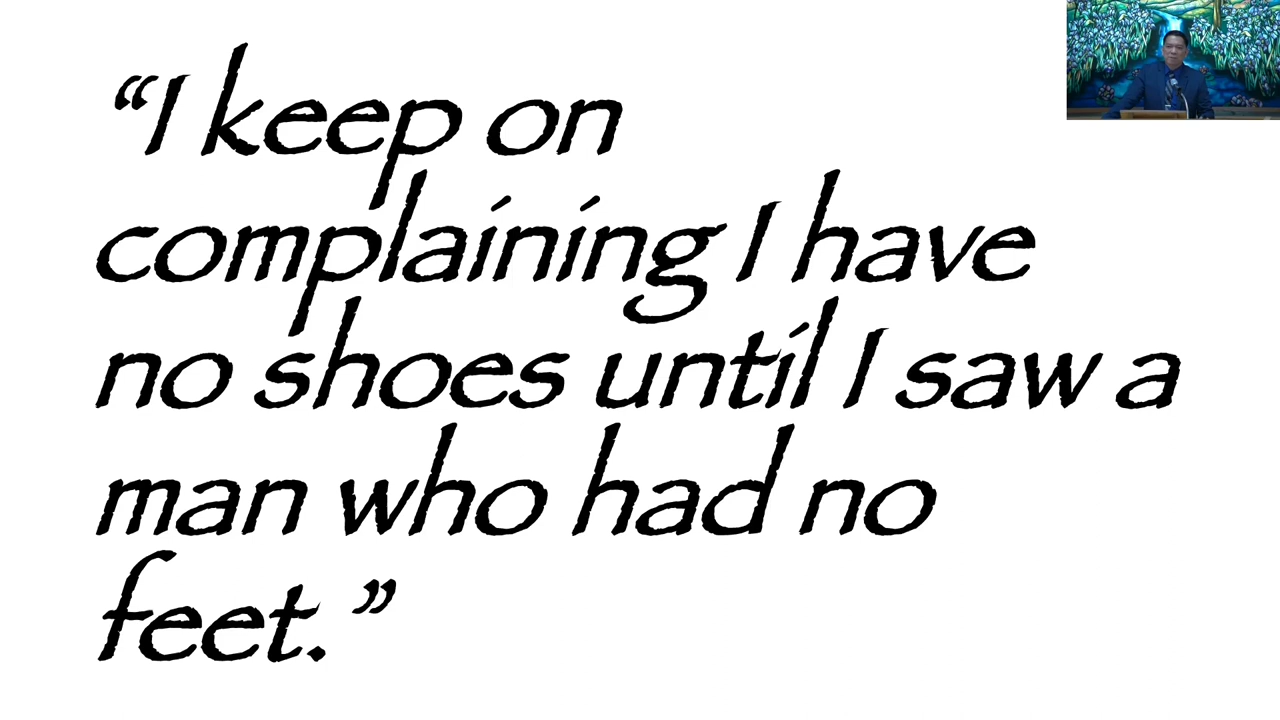 “I keep on
complaining I have
no shoes until I saw a
man who had no
feet.”